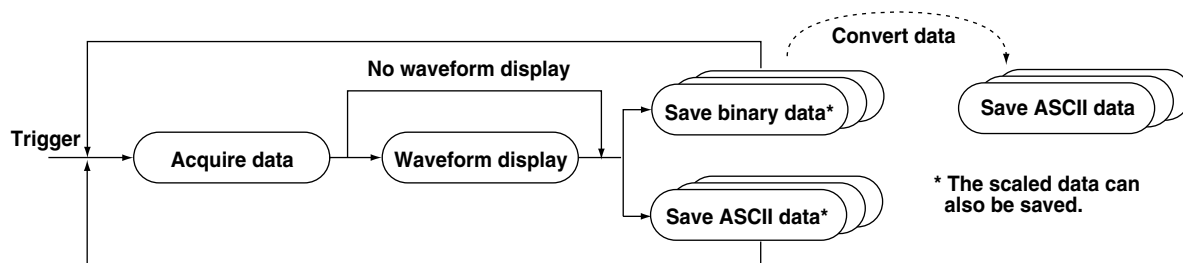 Convert data
No waveform display
Save binary data*
Save ASCII data
Trigger
Acquire data
Waveform display
Save ASCII data*
* The scaled data can
also be saved.